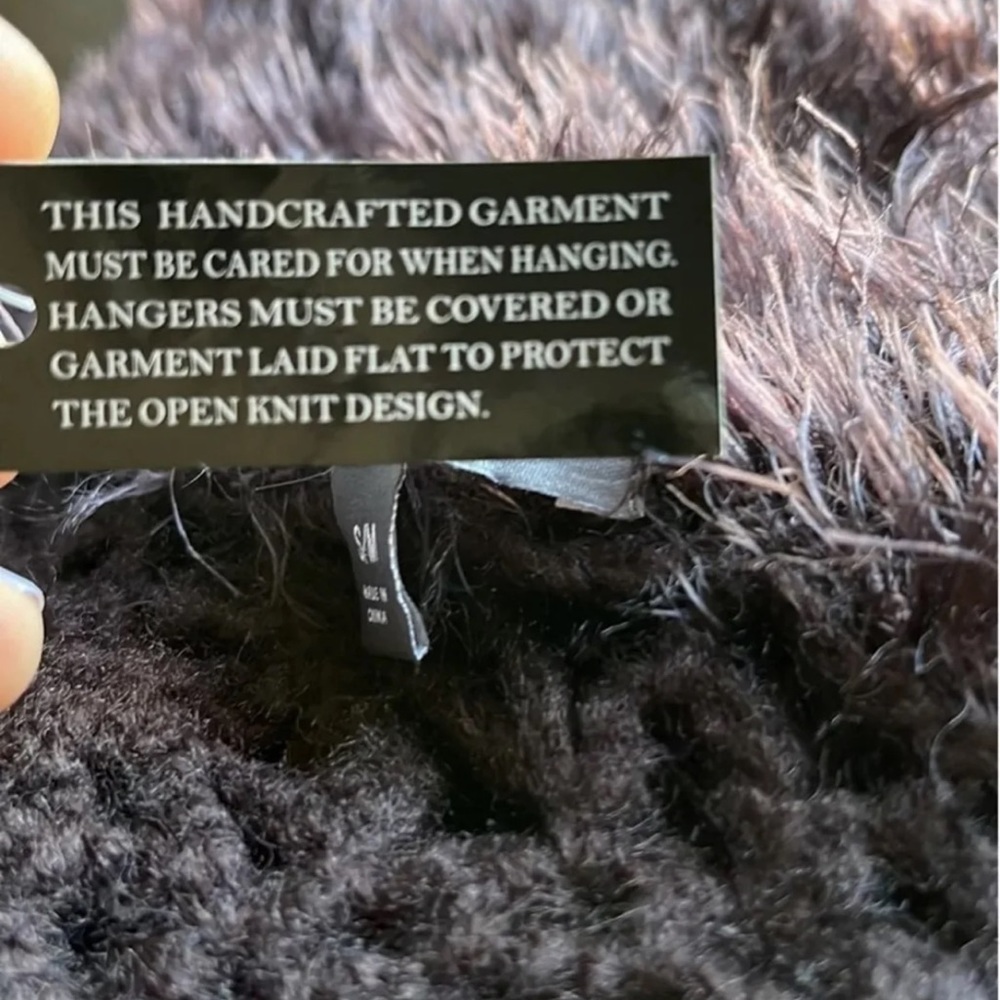 THIS HANDCRAFTED GARMENT
MUST BE CARED FOR WHEN HANGING.
HANGERS MUST BE COVERED OR
GARMENT LAID FLAT TO PROTECT
THE OPEN KNIT DESIGN.
S/M
MADE IN
CHINA